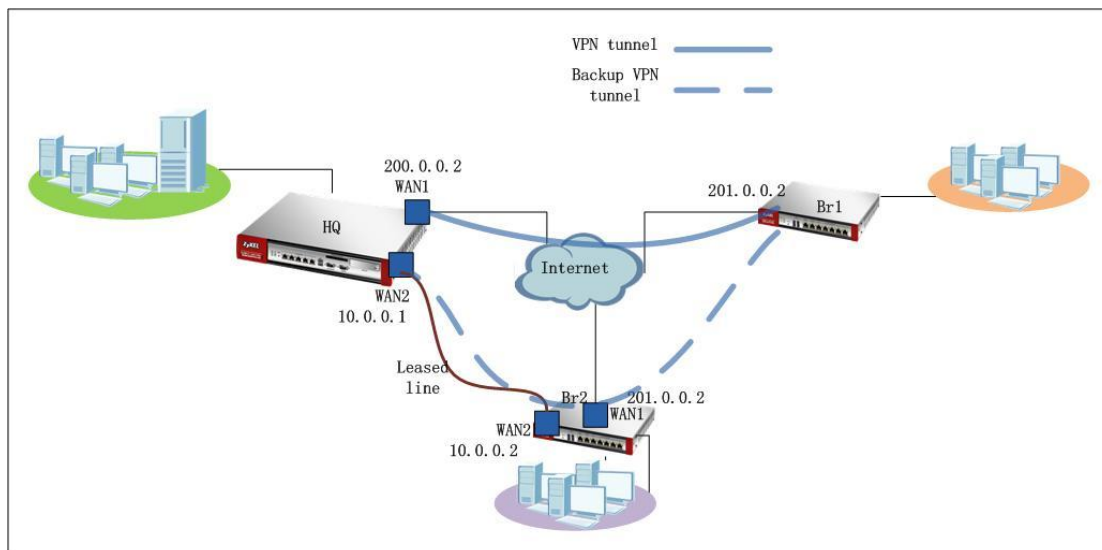 VPN tunnel
Backup VPN
tunnel
200.0.0.2
WAN1
HQ
ZyXEL
WAN2
10.0.0.1
201.0.0.2
Br1
Internet
Leased
line
Br2
201.0.0.2
WAN1
WAN2
10.0.0.2